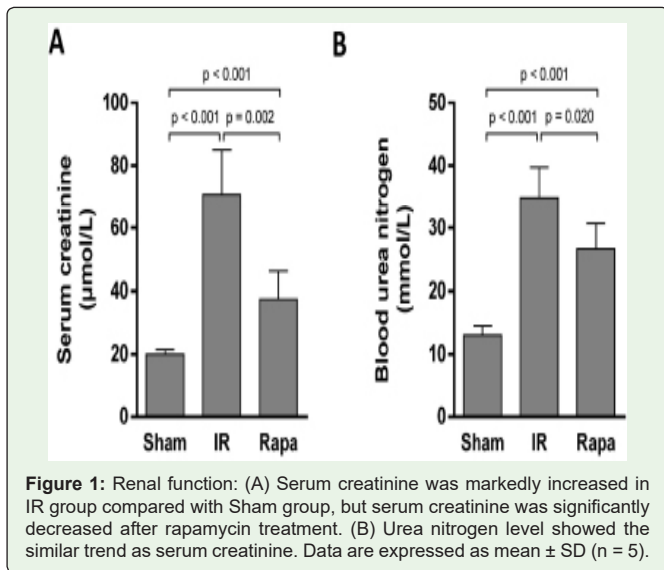 A
p < 0.001
p < 0.001
p = 0.002
Serum creatinine
(µmol/L)
100
80
60
40
20
0
Sham
IR
Rapa
B
p < 0.001
p < 0.001
p = 0.020
Blood urea nitrogen
(mmol/L)
50
40
30
20
10
0
Sham
IR
Rapa
Figure 1: Renal function: (A) Serum creatinine was markedly increased in
IR group compared with Sham group, but serum creatinine was significantly
decreased after rapamycin treatment. (B) Urea nitrogen level showed the
similar trend as serum creatinine. Data are expressed as mean ± SD (n = 5).